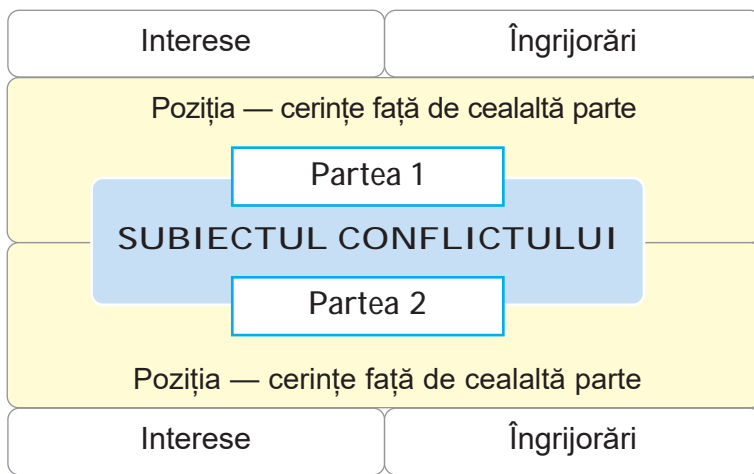 Interese
Îngrijorări
Poziția — cerințe față de cealaltă parte
Partea 1
SUBIECTUL CONFLICTULUI
Partea 2
Poziția — cerințe față de cealaltă parte
Interese
Îngrijorări